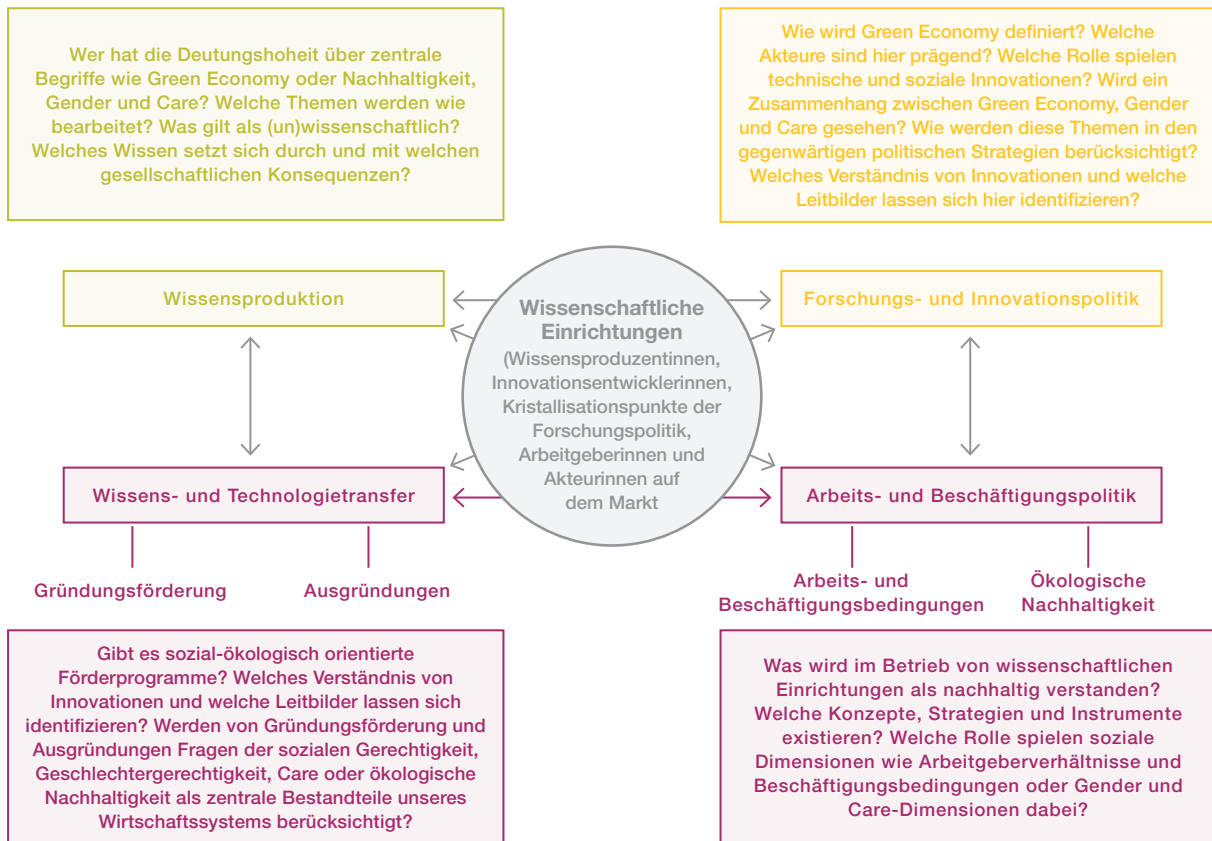 Wer hat die Deutungshoheit über zentrale
Begriffe wie Green Economy oder Nachhaltigkeit,
Gender und Care? Welche Themen werden wie
bearbeitet? Was gilt als (un)wissenschaftlich?
Welches Wissen setzt sich durch und mit welchen
gesellschaftlichen Konsequenzen?
Wie wird Green Economy definiert? Welche
Akteure sind hier prägend? Welche Rolle spielen
technische und soziale Innovationen? Wird ein
Zusammenhang zwischen Green Economy, Gender
und Care gesehen? Wie werden diese Themen in den
gegenwärtigen politischen Strategien berücksichtigt?
Welches Verständnis von Innovationen und welche
Leitbilder lassen sich hier identifizieren?
Wissensproduktion
Wissenschaftliche
Einrichtungen
(Wissensproduzentinnen,
Innovationsentwicklerinnen,
Kristallisationspunkte der
Forschungspolitik,
Arbeitgeberinnen und
Akteurinnen auf
dem Markt
Forschungs- und Innovationspolitik
Wissens- und Technologietransfer
Arbeits- und Beschäftigungspolitik
Gründungsförderung
Ausgründungen
Arbeits- und
Beschäftigungsbedingungen
Ökologische
Nachhaltigkeit
Gibt es sozial-ökologisch orientierte
Förderprogramme? Welches Verständnis von
Innovationen und welche Leitbilder lassen sich
identifizieren? Werden von Gründungsförderung und
Ausgründungen Fragen der sozialen Gerechtigkeit,
Geschlechtergerechtigkeit, Care oder ökologische
Nachhaltigkeit als zentrale Bestandteile unseres
Wirtschaftssystems berücksichtigt?
Was wird im Betrieb von wissenschaftlichen
Einrichtungen als nachhaltig verstanden?
Welche Konzepte, Strategien und Instrumente
existieren? Welche Rolle spielen soziale
Dimensionen wie Arbeitgeberverhältnisse und
Beschäftigungsbedingungen oder Gender und
Care-Dimensionen dabei?